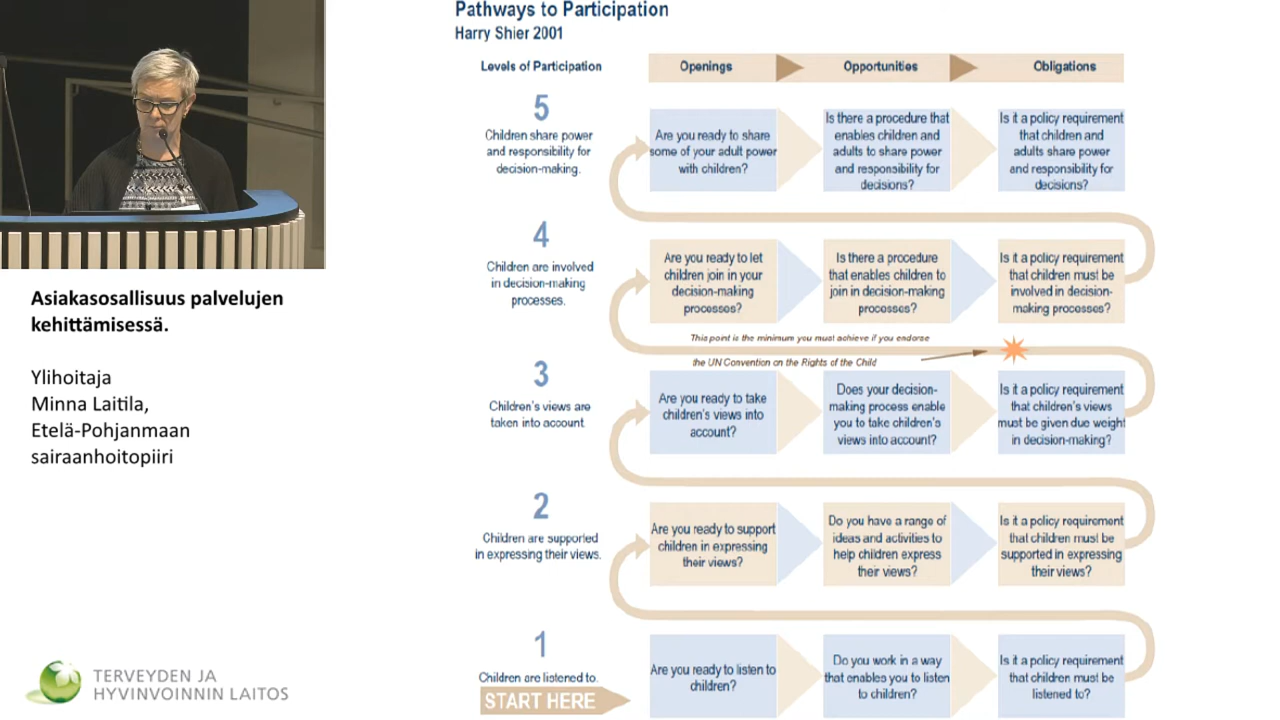 Pathways to Participation
Harry Shier 2001
Levels of Participation
Openings
Opportunities
Obligations
5
Children share power
and responsibility for
decision-making.
Are you ready to share
some of your adult power
with children?
Is there a procedure that
enables children and
adults to share power
and responsibility for
decisions?
Is it a policy requirement
that children and
adults share power
and responsibility for
decisions?
4
Children are involved
in decision-making
processes.
Are you ready to let
children join in your
decision-making
processes?
Is there a procedure
that enables children to
join in decision-making
processes?
Is it a policy requirement
that children must be
involved in decision-
making processes?
This point is the minimum you must achieve if you endorse
the UN Convention on the Rights of the Child
3
Children's views are
taken into account.
Are you ready to take
children's views into
account?
Does your decision-
making process enable
you to take children's
views into account?
Is it a policy requirement
that children's views
must be given due weight
in decision-making?
2
Children are supported
in expressing their views.
Are you ready to support
children in expressing
their views?
Do you have a range of
ideas and activities to
help children express
their views?
Is it a policy requirement
that children must be
supported in expressing
their views?
1
Children are listened to.
START HERE
Are you ready to listen to
children?
Do you work in a way
that enables you to listen
to children?
Is it a policy requirement
that children must be
listened to?
Asiakasosallisuus palvelujen
kehittämisessä.
Ylihoitaja
Minna Laitila,
Etelä-Pohjanmaan
sairaanhoitopiiri
TERVEYDEN JA
HYVINVOINNIN LAITOS